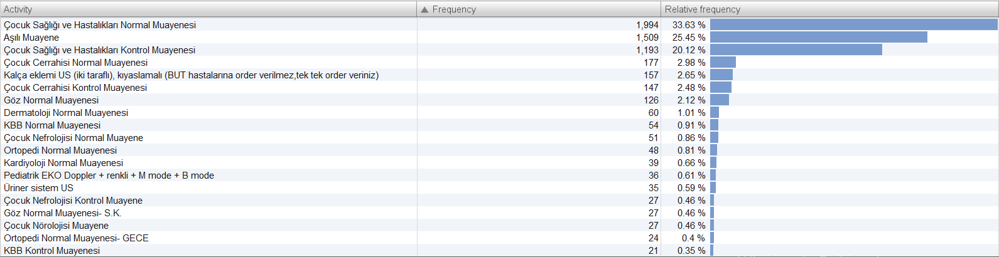 Activity Frequency Relative frequency
Çocuk Sağlığı ve Hastalıkları Normal Muayenesi 1,994 33.63 %
Aşılı Muayene 1,509 25.45 %
Çocuk Sağlığı ve Hastalıkları Kontrol Muayenesi 1,193 20.12 %
Çocuk Cerrahisi Normal Muayenesi 177 2.98 %
Kalça eklemi US (iki taraflı), kıyaslamalı (BUT hastalarına order verilmez,tek tek order veriniz) 157 2.65 %
Çocuk Cerrahisi Kontrol Muayenesi 147 2.48 %
Göz Normal Muayenesi 126 2.12 %
Dermatoloji Normal Muayenesi 60 1.01 %
KBB Normal Muayenesi 54 0.91 %
Çocuk Nefrolojisi Normal Muayene 51 0.86 %
Ortopedi Normal Muayenesi 48 0.81 %
Kardiyoloji Normal Muayenesi 39 0.66 %
Pediatrik EKO Doppler + renkli + M mode + B mode 36 0.61 %
Üriner sistem US 35 0.59 %
Çocuk Nefrolojisi Kontrol Muayene 27 0.46 %
Göz Normal Muayenesi- S.K. 27 0.46 %
Çocuk Nörolojisi Muayene 27 0.46 %
Ortopedi Normal Muayenesi- GECE 24 0.4 %
KBB Kontrol Muayenesi 21 0.35 %